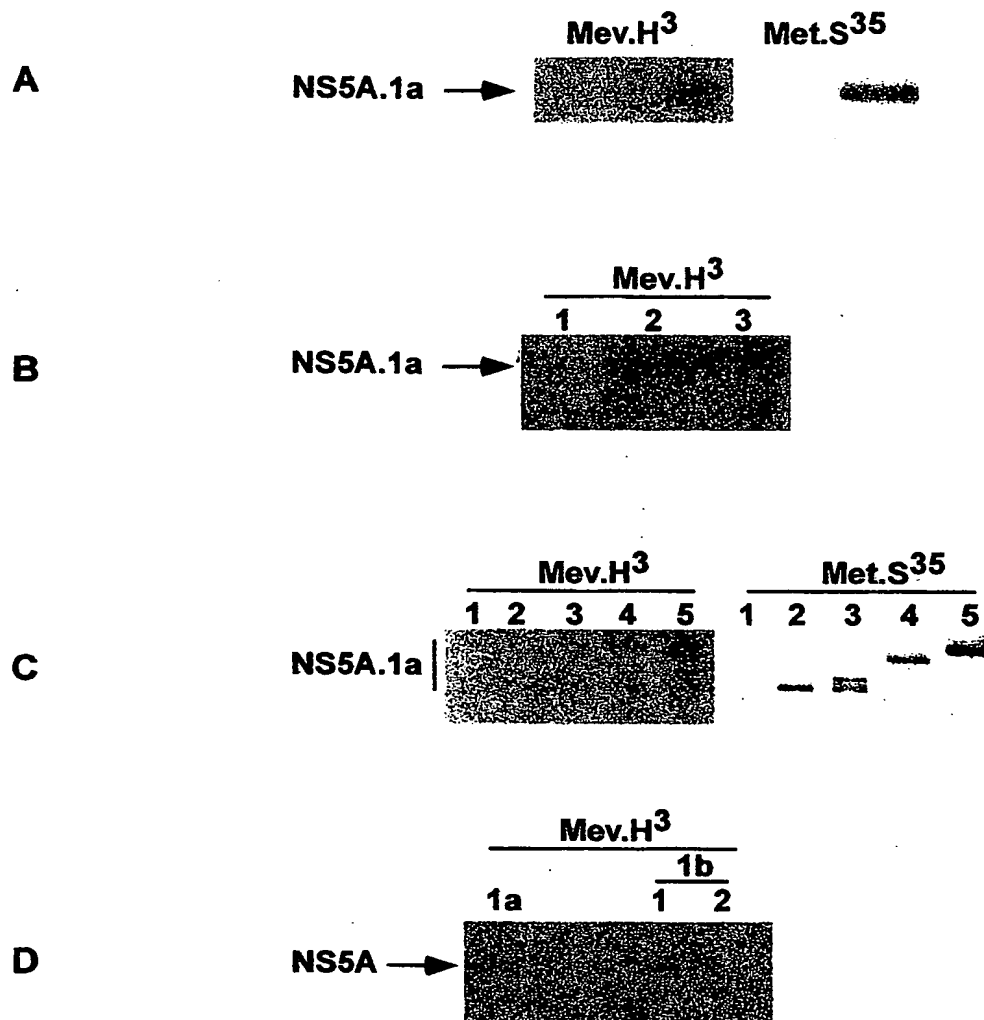 Mev.H3 Met.S35
A NS5A.1a
Mev.H3
1 2 3
B NS5A.1a
Mev.H3 Met.S35
1 2 3 4 5 1 2 3 4 5
C NS5A.1a
Mev.H3
1b
1a 1 2
D NS5A